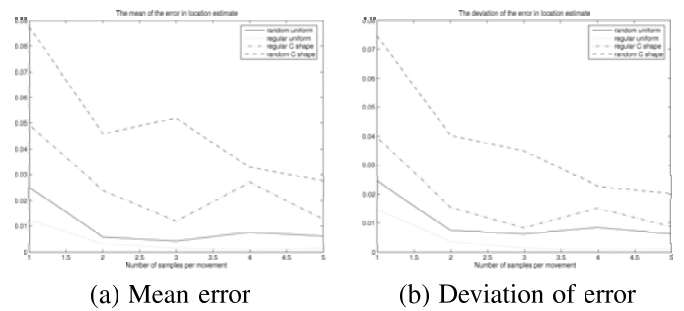 The mean of the error in location estimate
0.09
0.08
0.07
0.06
0.05
0.04
0.03
0.02
0.01
0
random uniform
regular uniform
regular C shape
random C shape
1 1.5 2 2.5 3 3.5 4 4.5 5
Number of samples per movement
(a) Mean error
The deviation of the error in location estimate
0.07
0.06
0.05
0.04
0.03
0.02
0.01
0
random uniform
regular uniform
regular C shape
random C shape
1 1.5 2 2.5 3 3.5 4 4.5 5
Number of samples per movement
(b) Deviation of error